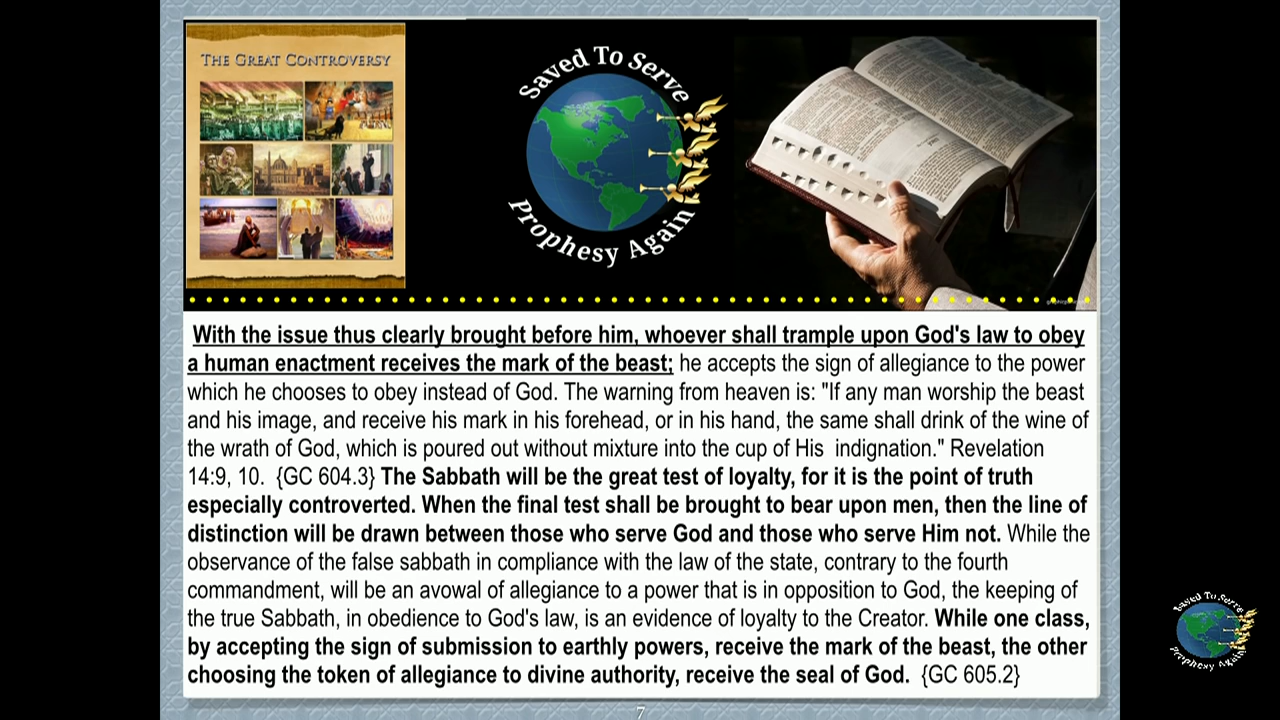 THE GREAT CONTROVERSY
Saved To Serve
Prophesy Again
With the issue thus clearly brought before him, whoever shall trample upon God's law to obey
a human enactment receives the mark of the beast; he accepts the sign of allegiance to the power
which he chooses to obey instead of God. The warning from heaven is: "If any man worship the beast
and his image, and receive his mark in his forehead, or in his hand, the same shall drink of the wine of
the wrath of God, which is poured out without mixture into the cup of His indignation." Revelation
14:9, 10. {GC 604.3} The Sabbath will be the great test of loyalty, for it is the point of truth
especially controverted. When the final test shall be brought to bear upon men, then the line of
distinction will be drawn between those who serve God and those who serve Him not. While the
observance of the false sabbath in compliance with the law of the state, contrary to the fourth
commandment, will be an avowal of allegiance to a power that is in opposition to God, the keeping of
the true Sabbath, in obedience to God's law, is an evidence of loyalty to the Creator. While one class,
by accepting the sign of submission to earthly powers, receive the mark of the beast, the other
choosing the token of allegiance to divine authority, receive the seal of God. {GC 605.2}
7
Saved To Serve
Prophesy Again